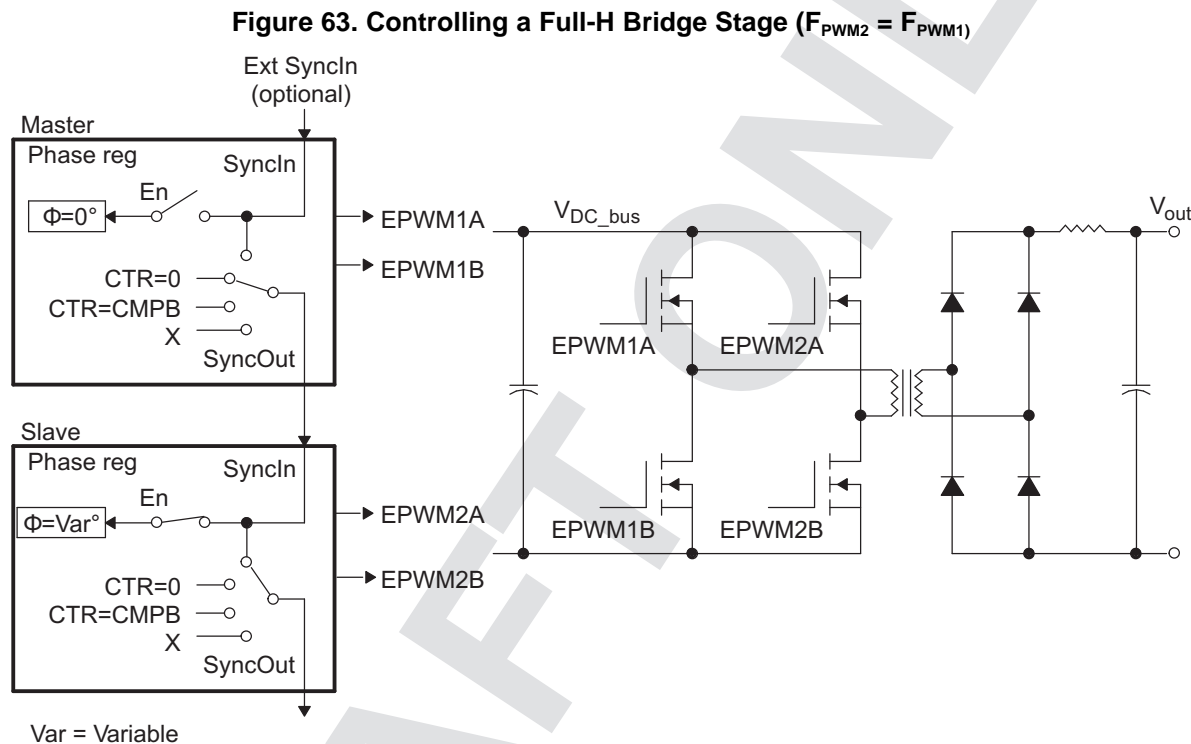 Figure 63. Controlling a Full-H Bridge Stage (FPWM2 = FPWM1)
Ext SyncIn
(optional)
Master
Phase reg
SyncIn
En
Φ=0°
EPWM1A
EPWM1B
CTR=0
CTR=CMPB
X
SyncOut
Slave
Phase reg
SyncIn
En
Φ=Var°
EPWM2A
EPWM2B
CTR=0
CTR=CMPB
X
SyncOut
Var = Variable
VDC_bus
Vout
EPWM1A
EPWM2A
EPWM1B
EPWM2B